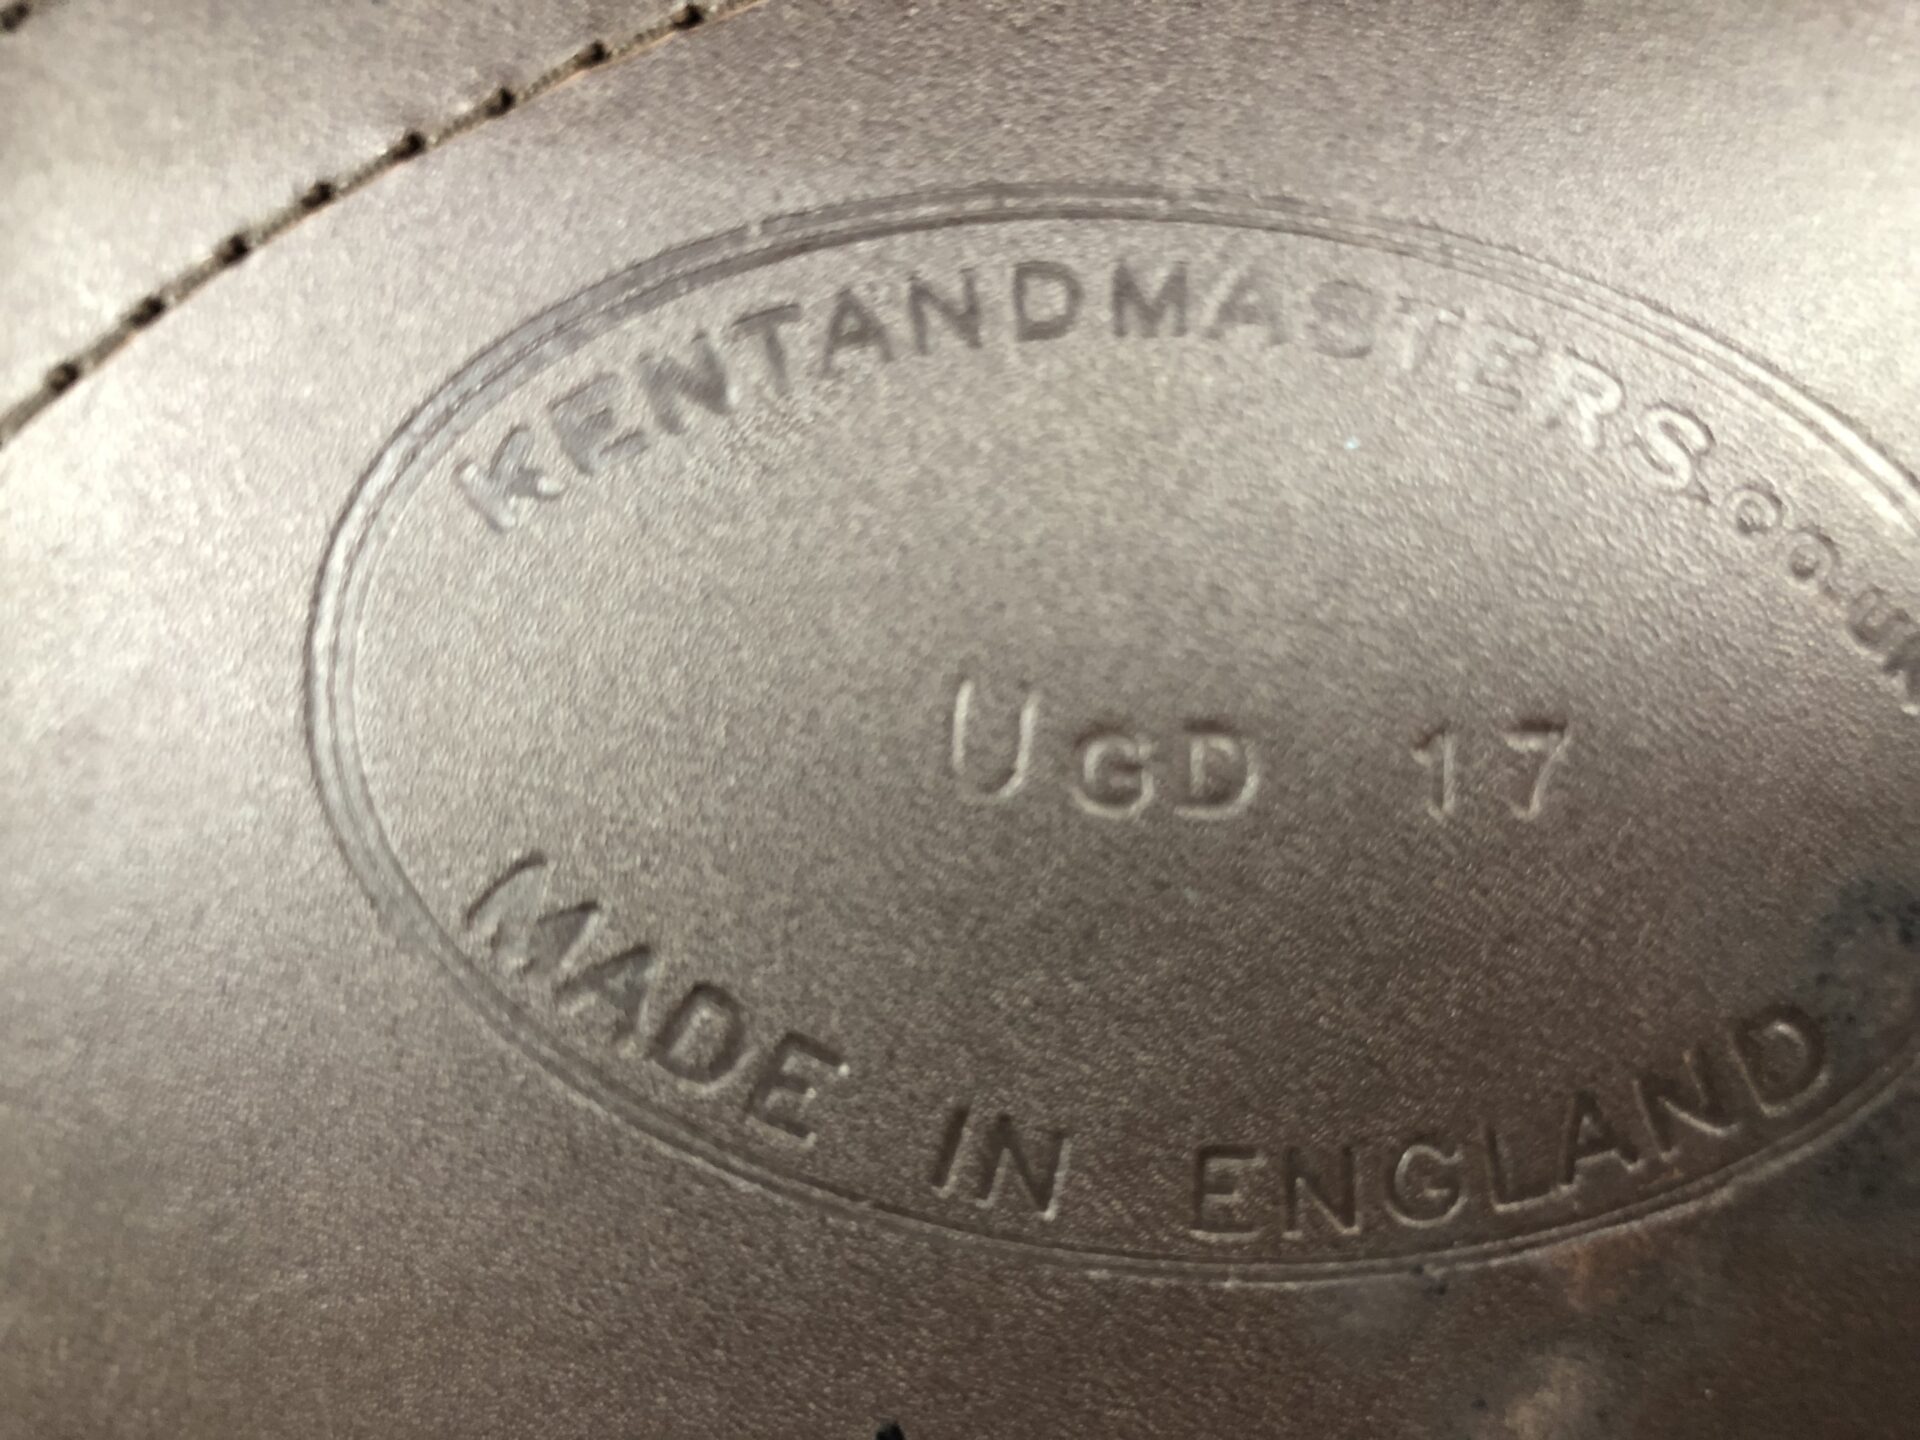 KENTANDMASTERS.CO.UK
UGD 17
MADE IN ENGLAND